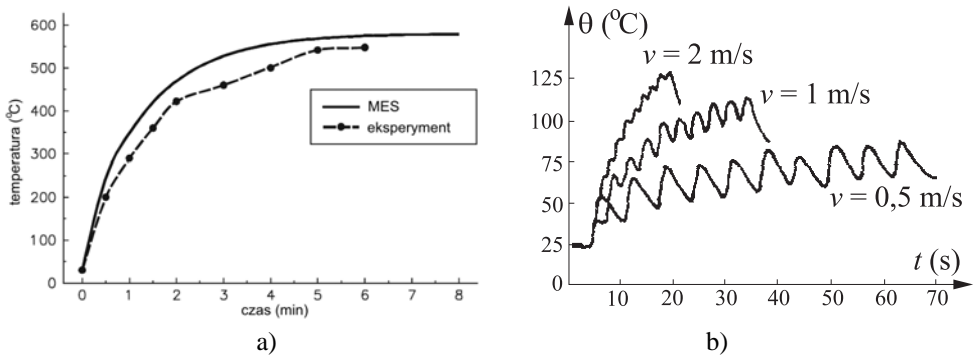 600
500
400
300
200
100
0
temperatura (°C)
MES
eksperyment
0 1 2 3 4 5 6 7 8
czas (min)
a)
θ (°C)
125
100
75
50
25
0
v = 2 m/s
v = 1 m/s
v = 0,5 m/s
t (s)
10 20 30 40 50 60 70
b)